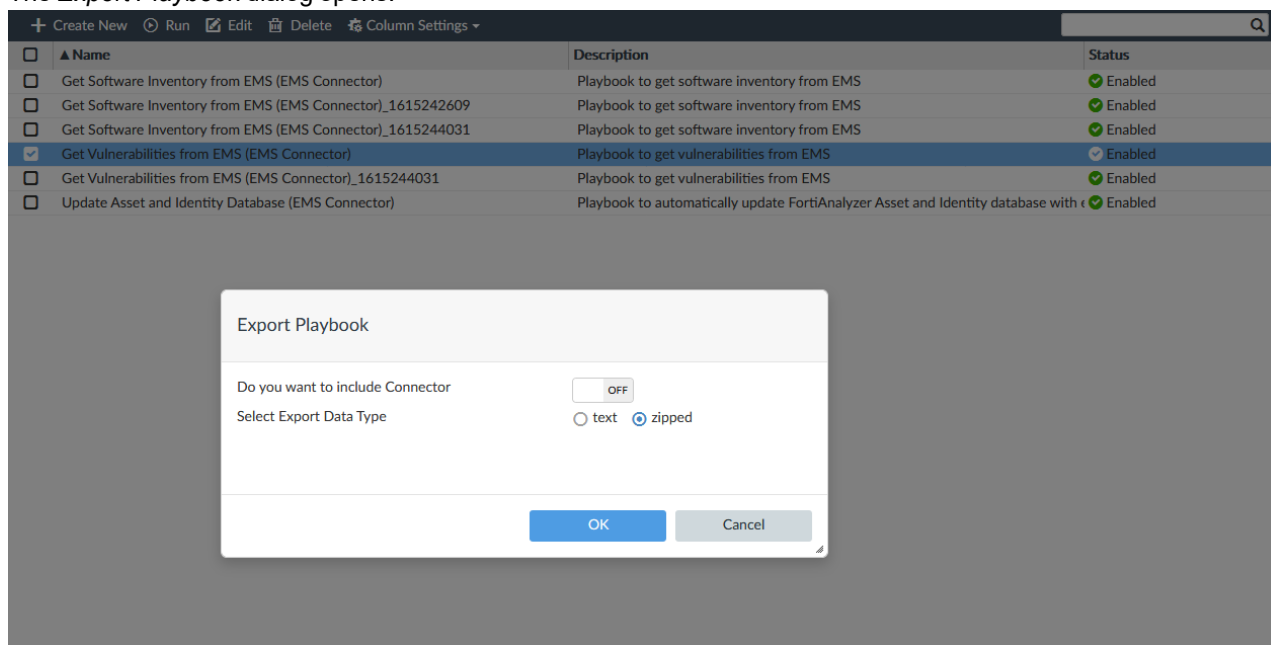 The Export Playbook dialog opens.
Create New Run Edit Delete Column Settings
Name Description Status
Get Software Inventory from EMS (EMS Connector) Playbook to get software inventory from EMS Enabled
Get Software Inventory from EMS (EMS Connector)_1615242609 Playbook to get software inventory from EMS Enabled
Get Software Inventory from EMS (EMS Connector)_1615244031 Playbook to get software inventory from EMS Enabled
Get Vulnerabilities from EMS (EMS Connector) Playbook to get vulnerabilities from EMS Enabled
Get Vulnerabilities from EMS (EMS Connector)_1615244031 Playbook to get vulnerabilities from EMS Enabled
Update Asset and Identity Database (EMS Connector) Playbook to automatically update FortiAnalyzer Asset and Identity database with Enabled
Export Playbook
Do you want to include Connector OFF
Select Export Data Type text zipped
OK Cancel